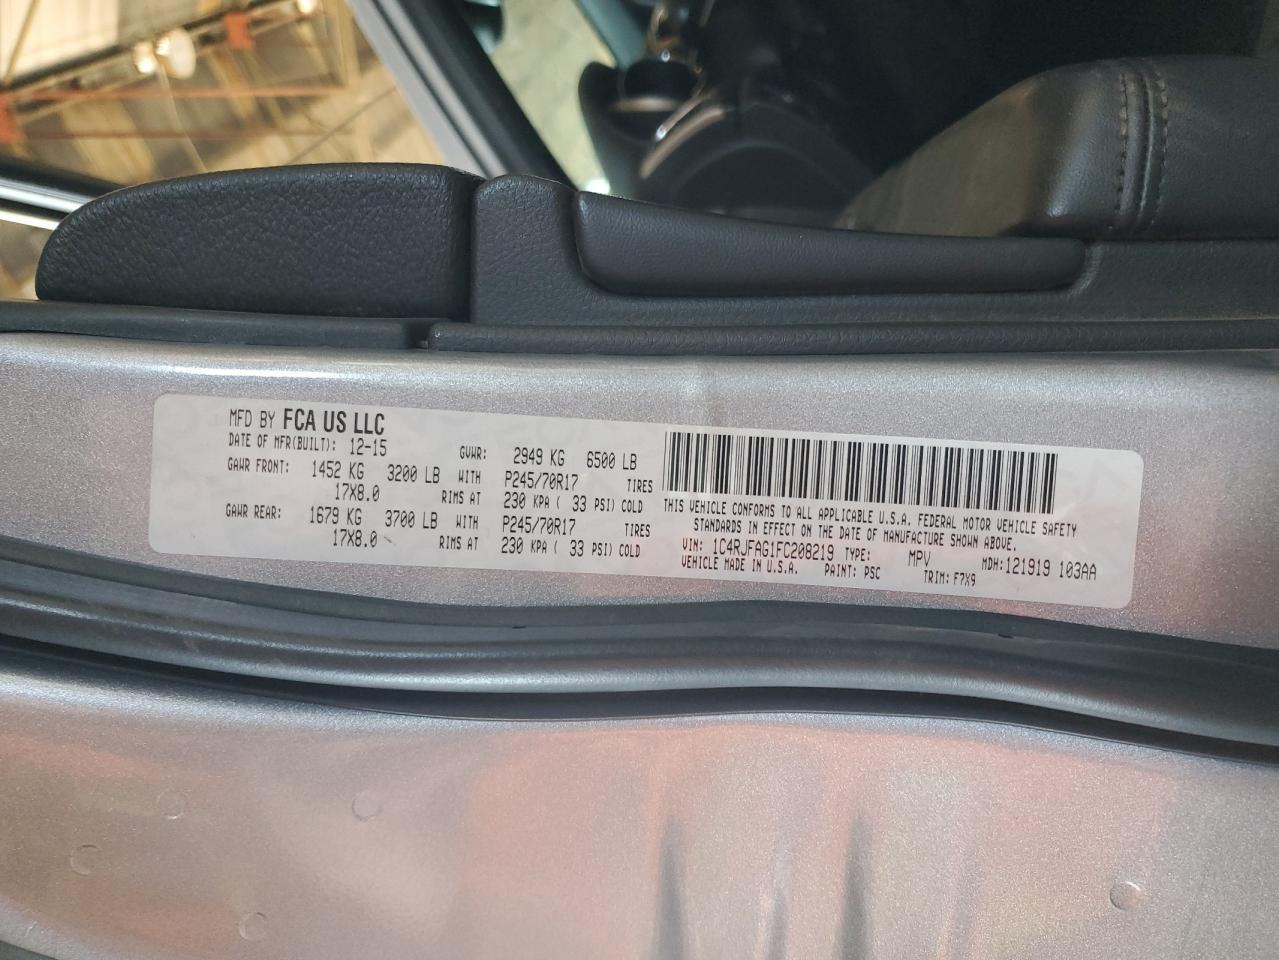 MFD BY FCA US LLC
DATE OF MFR(BUILT): 12-15 GVWR: 2949 KG 6500 LB
GAWR FRONT: 1452 KG 3200 LB WITH P245/70R17 TIRES
17X8.0 RIMS AT 230 KPA ( 33 PSI) COLD
GAWR REAR: 1679 KG 3700 LB WITH P245/70R17 TIRES
17X8.0 RIMS AT 230 KPA ( 33 PSI) COLD
THIS VEHICLE CONFORMS TO ALL APPLICABLE U.S.A. FEDERAL MOTOR VEHICLE SAFETY
STANDARDS IN EFFECT ON THE DATE OF MANUFACTURE SHOWN ABOVE.
VIN: 1C4RJFAG1FC208219 TYPE: MPV MDH: 121919 103AA
VEHICLE MADE IN U.S.A. PAINT: PSC TRIM: F7X9